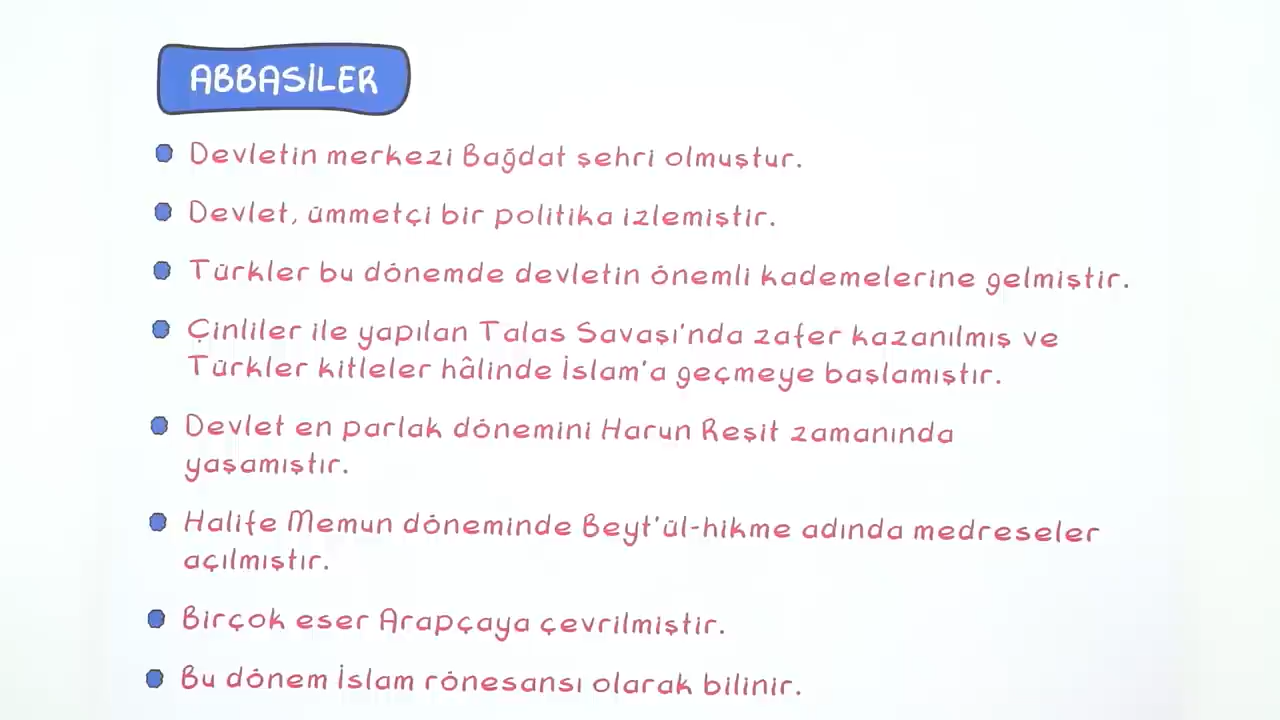 ABBASİLER
Devletin merkezi Bağdat şehri olmuştur.
Devlet, ümmetçi bir politika izlemiştir.
Türkler bu dönemde devletin önemli kademelerine gelmiştir.
Çinliler ile yapılan Talas Savaşı'nda zafer kazanılmış ve
Türkler kitleler hâlinde İslam'a geçmeye başlamıştır.
Devlet en parlak dönemini Harun Reşit zamanında
yaşamıştır.
Halife Memun döneminde Beyt'ül-hikme adında medreseler
açılmıştır.
Birçok eser Arapçaya çevrilmiştir.
Bu dönem İslam rönesansı olarak bilinir.